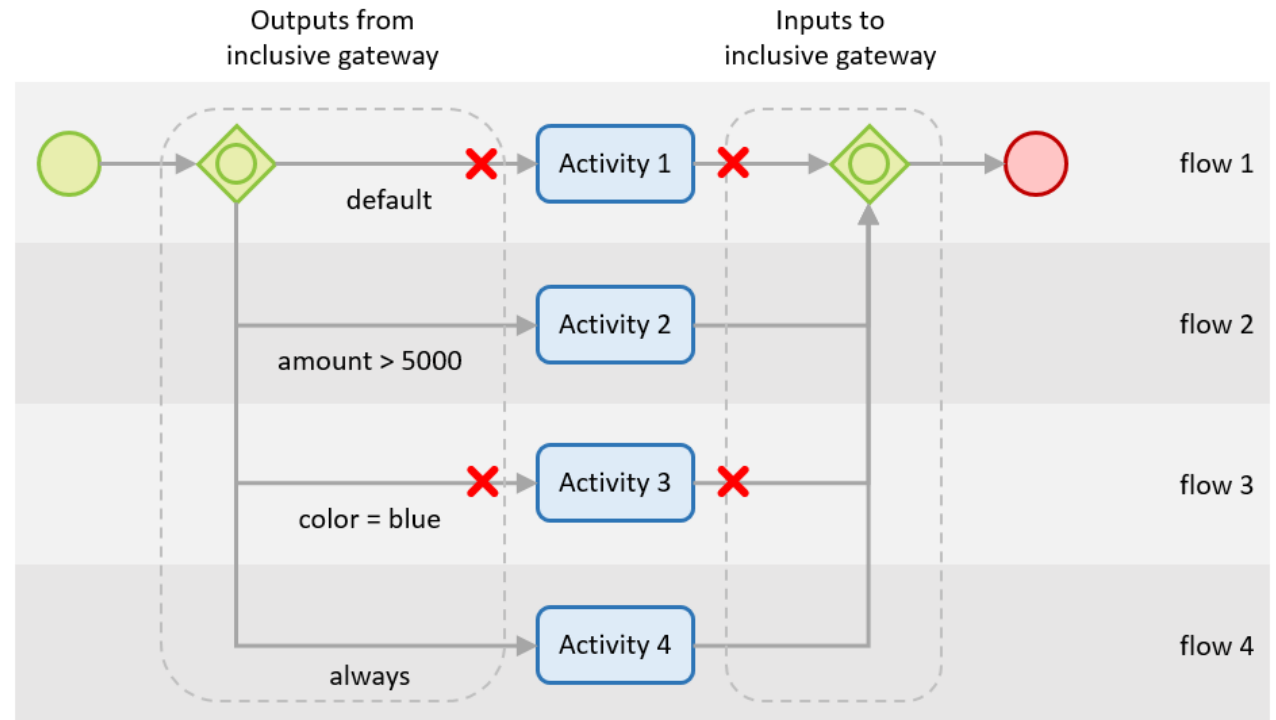 Outputs from
inclusive gateway
Inputs to
inclusive gateway
Activity 1
flow 1
default
Activity 2
flow 2
amount > 5000
Activity 3
flow 3
color = blue
Activity 4
flow 4
always